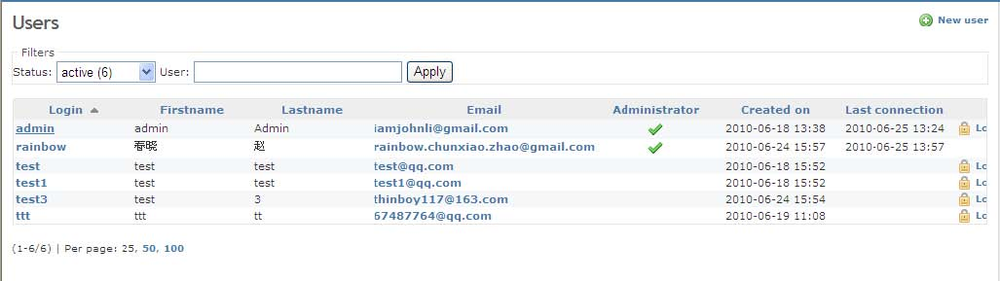 Users
New user
Filters
Status: active (6) User: Apply
Login Firstname Lastname Email Administrator Created on Last connection
admin admin Admin iamjohnli@gmail.com 2010-06-18 13:38 2010-06-25 13:24 Lo
rainbow 春晓 赵 rainbow.chunxiao.zhao@gmail.com 2010-06-24 15:57 2010-06-25 13:57
test test test test@qq.com 2010-06-18 15:52 Lo
test1 test test test1@qq.com 2010-06-18 15:52 Lo
test3 test 3 thinboy117@163.com 2010-06-24 15:54 Lo
ttt ttt tt 67487764@qq.com 2010-06-19 11:08 Lo
(1-6/6) | Per page: 25, 50, 100